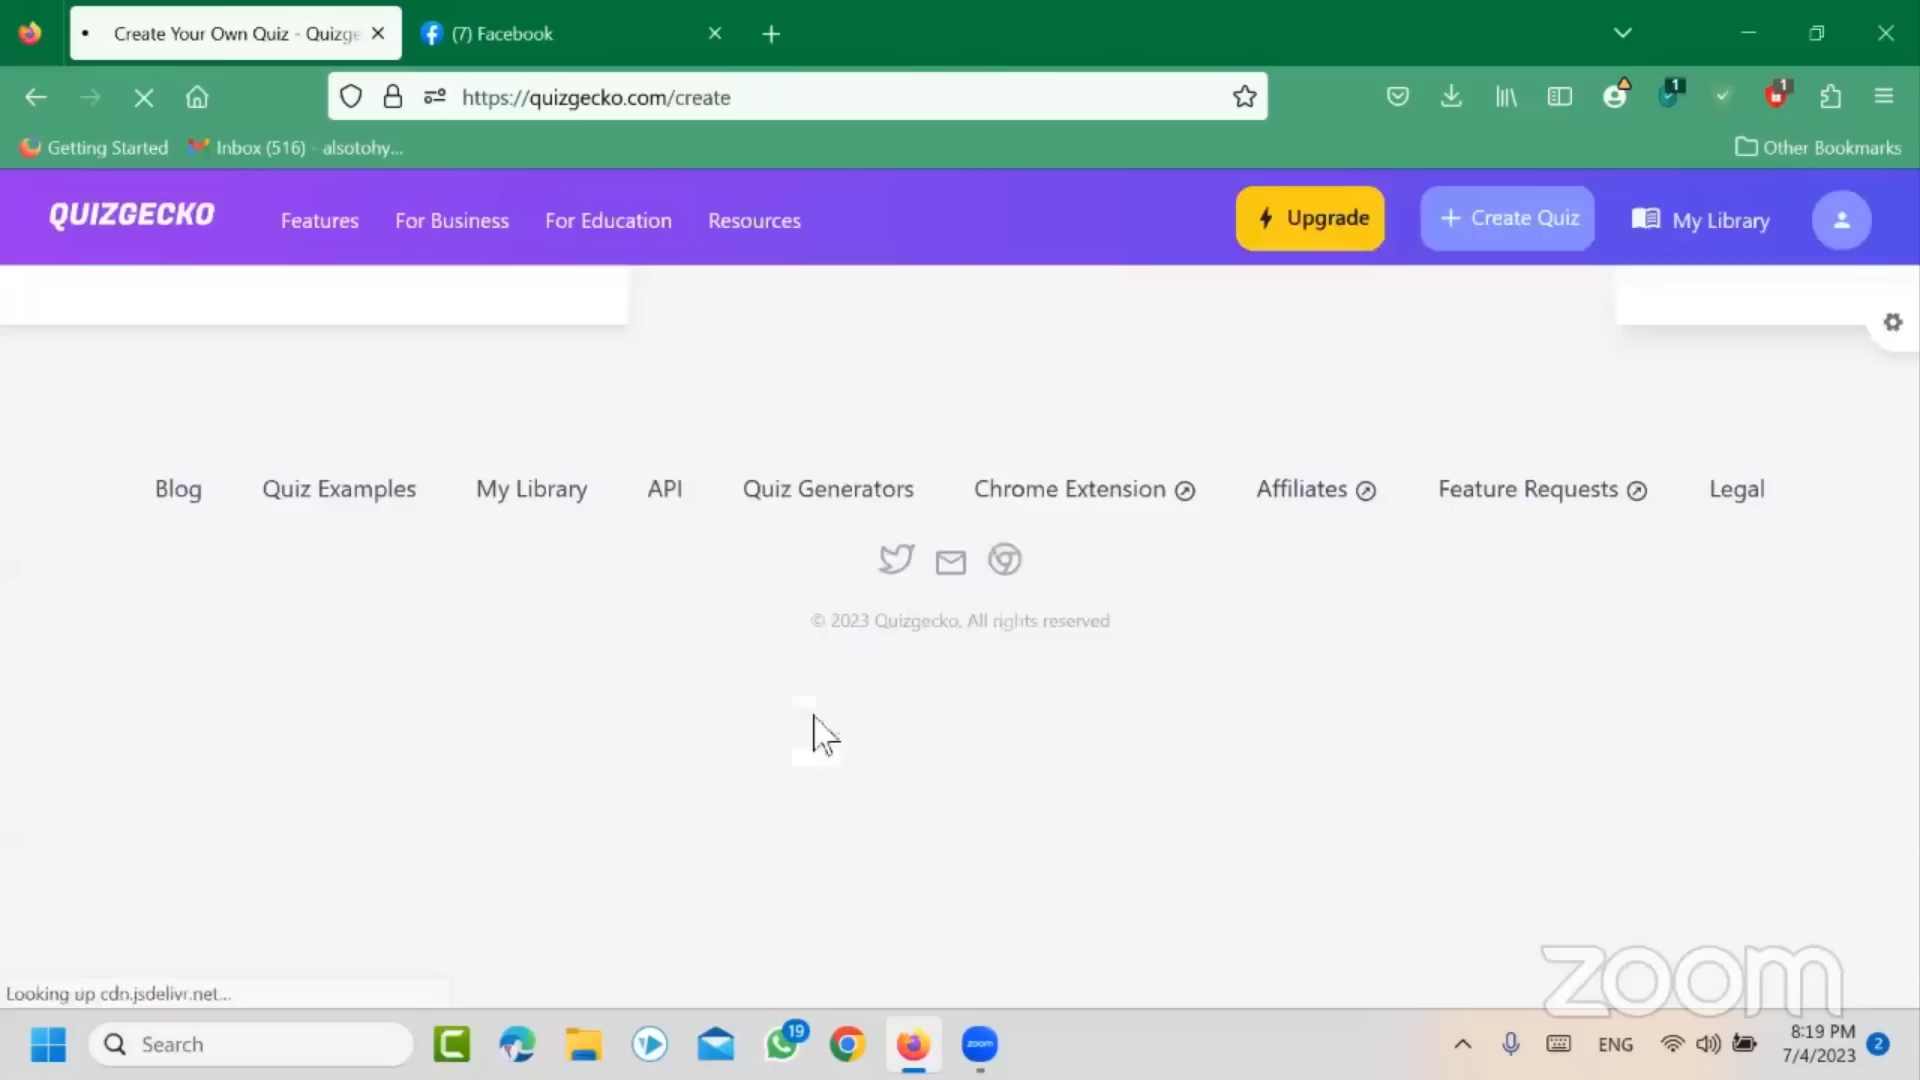 Create Your Own Quiz - Quizge
(7) Facebook
https://quizgecko.com/create
1
1
Getting Started
Inbox (516) - alsotohy...
Other Bookmarks
QUIZGECKO
Features
For Business
For Education
Resources
Upgrade
+ Create Quiz
My Library
Blog
Quiz Examples
My Library
API
Quiz Generators
Chrome Extension
Affiliates
Feature Requests
Legal
© 2023 Quizgecko, All rights reserved
zoom
Looking up cdn.jsdelivr.net...
Search
19
zoom
ENG
8:19 PM
7/4/2023
2